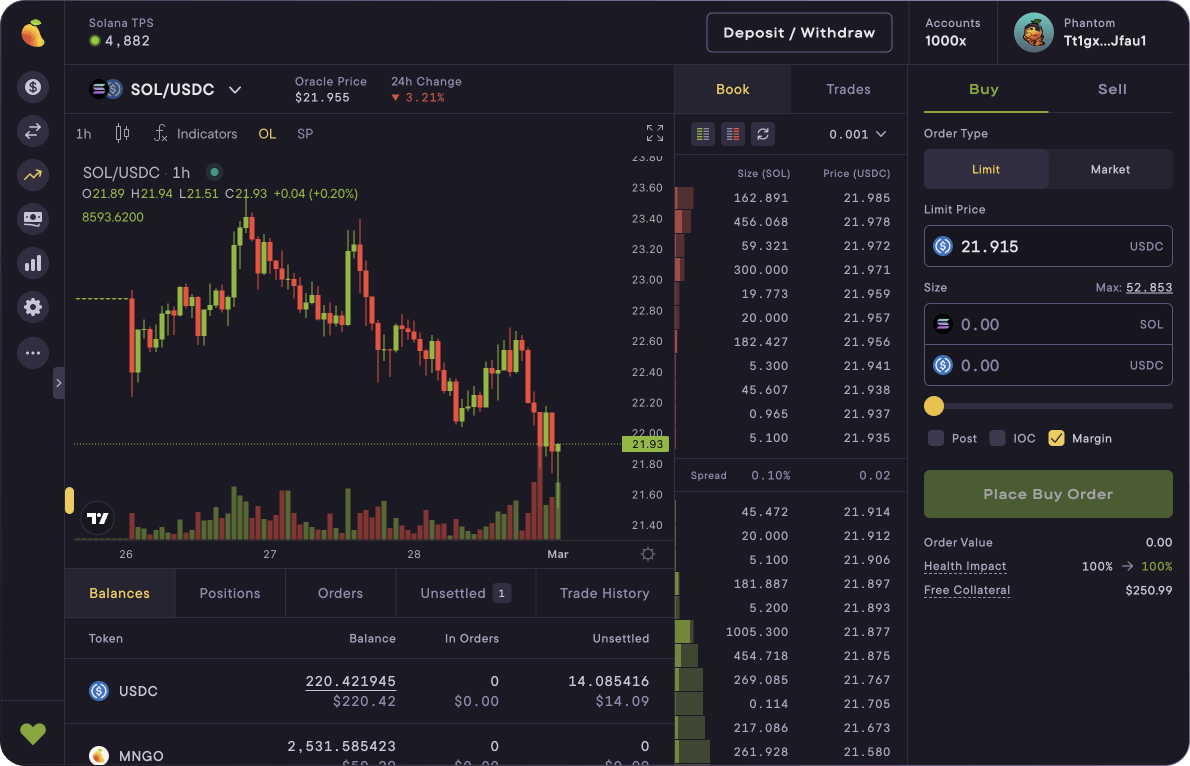 Solana TPS
4,882
Deposit / Withdraw
Accounts
1000x
Phantom
Tt1gx...Jfau1
SOL/USDC
Oracle Price
$21.955
24h Change
▼ 3.21%
1h
Indicators
OL
SP
SOL/USDC · 1h
O21.89 H21.94 L21.51 C21.93 +0.04 (+0.20%)
8593.6200
23.80
23.60
23.40
23.20
23.00
22.80
22.60
22.40
22.20
22.00
21.93
21.80
21.60
21.40
26
27
28
Mar
Book
Trades
0.001
Size (SOL) Price (USDC)
162.891 21.985
456.068 21.978
59.321 21.972
300.000 21.971
19.773 21.959
20.000 21.957
182.427 21.956
5.300 21.941
45.607 21.938
0.965 21.937
5.100 21.935
Spread 0.10% 0.02
45.472 21.914
20.000 21.912
5.100 21.906
181.887 21.897
5.200 21.893
1005.300 21.877
454.718 21.875
269.085 21.767
0.114 21.705
217.086 21.673
261.928 21.580
Buy
Sell
Order Type
Limit
Market
Limit Price
21.915 USDC
Size
Max: 52.853
0.00 SOL
0.00 USDC
Post
IOC
Margin
Place Buy Order
Order Value 0.00
Health Impact 100% → 100%
Free Collateral $250.99
Balances
Positions
Orders
Unsettled 1
Trade History
Token Balance In Orders Unsettled
USDC 220.421945 0 14.085416
$220.42 $0.00 $14.09
MNGO 2,531.585423 0 0